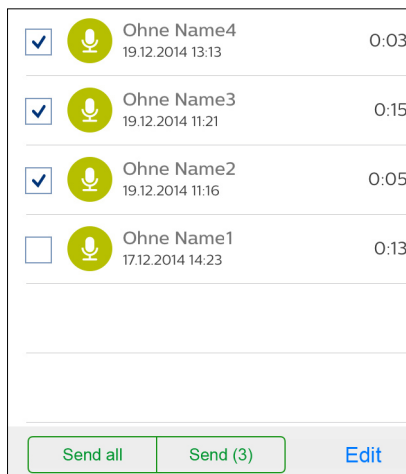 Ohne Name4
19.12.2014 13:13
0:03
Ohne Name3
19.12.2014 11:21
0:15
Ohne Name2
19.12.2014 11:16
0:05
Ohne Name1
17.12.2014 14:23
0:13
Send all
Send (3)
Edit